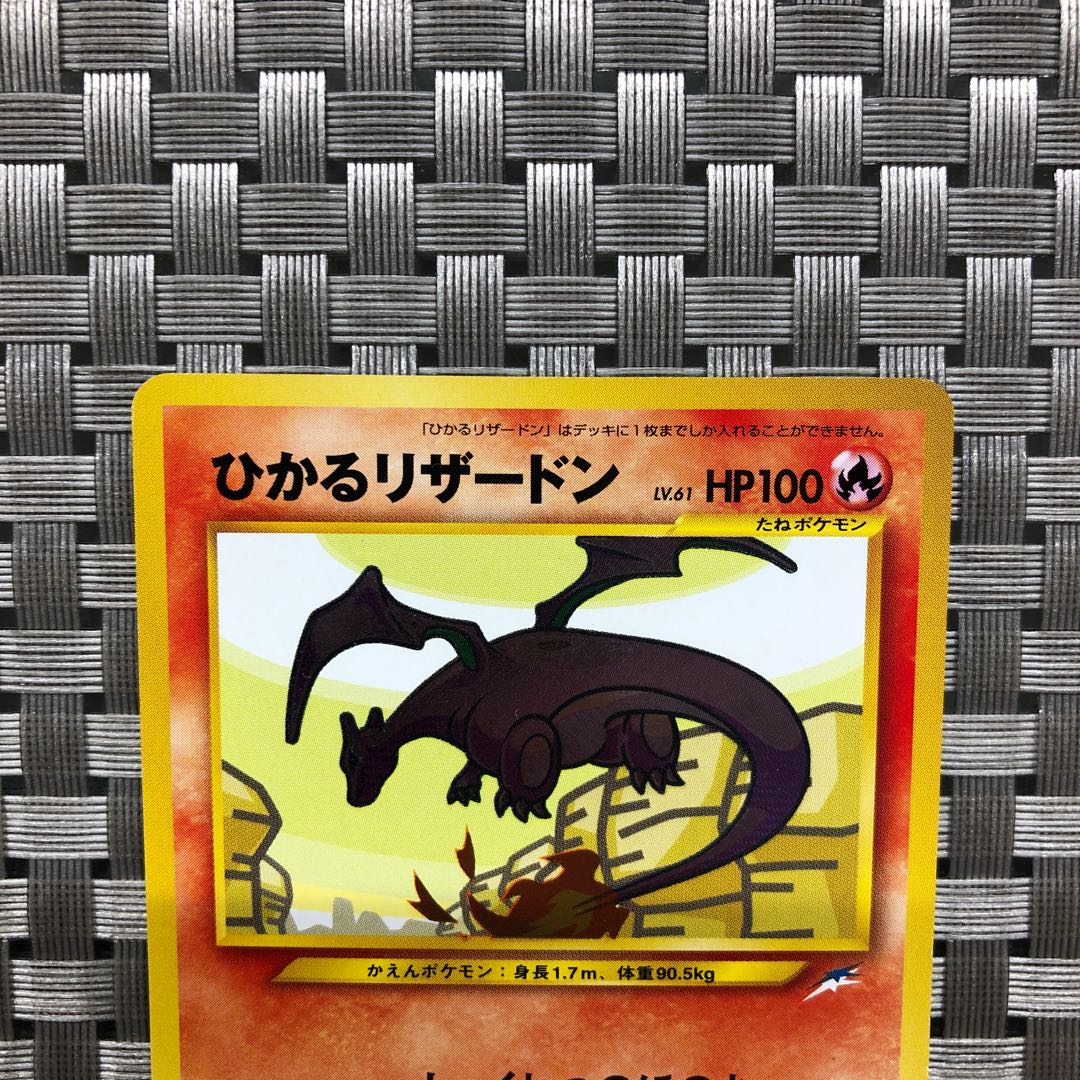 「ひかるリザードン」はデッキに1枚までしか入れることができません。
ひかるリザードン LV.61 HP100
たねポケモン
かえんポケモン：身長1.7m、体重90.5kg